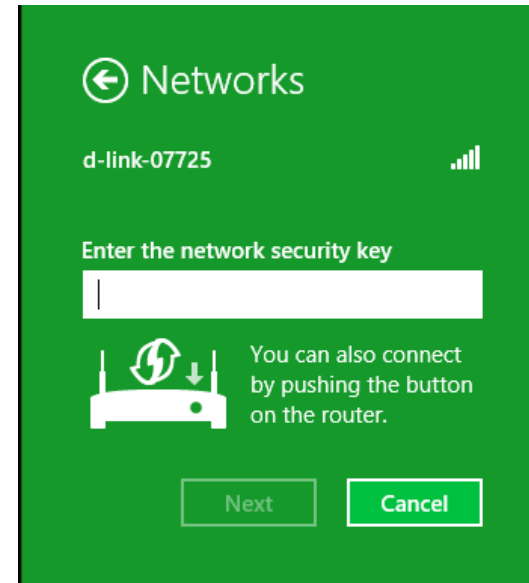 Networks
d-link-07725
Enter the network security key
You can also connect
by pushing the button
on the router.
Next
Cancel